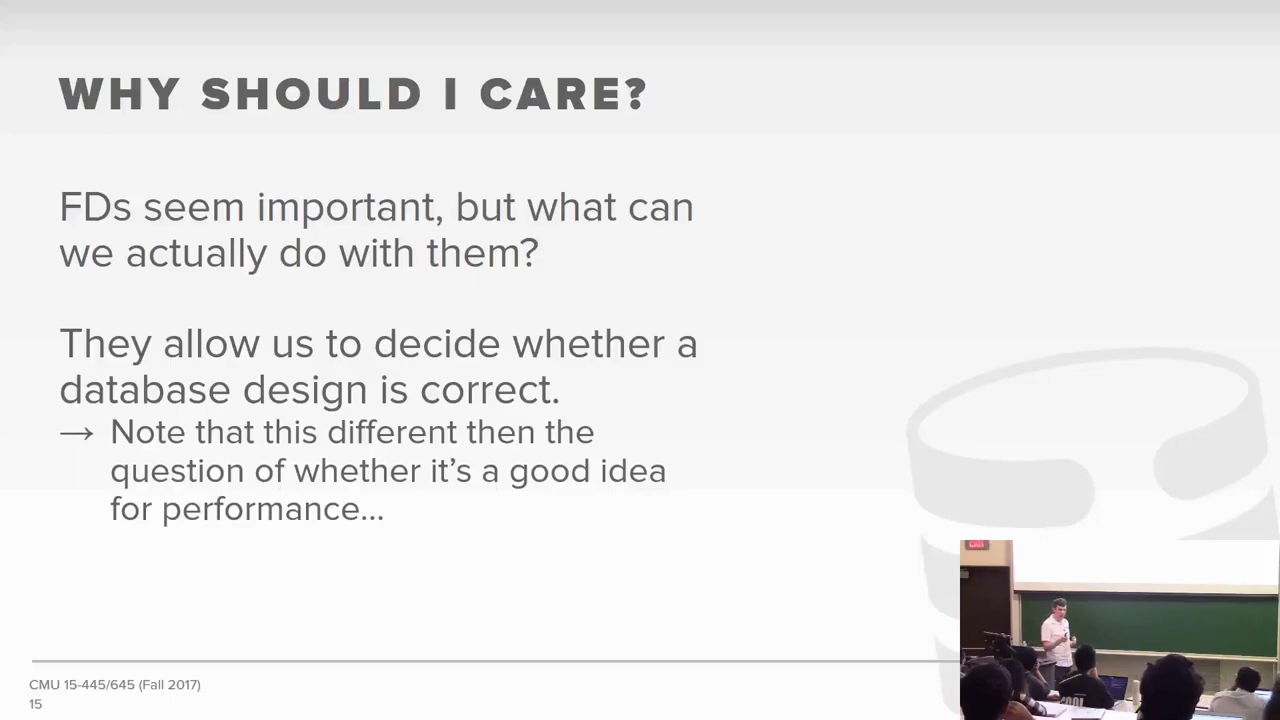 WHY SHOULD I CARE?
FDs seem important, but what can
we actually do with them?
They allow us to decide whether a
database design is correct.
→ Note that this different then the
question of whether it's a good idea
for performance...
EXIT
CMU 15-445/645 (Fall 2017)
15